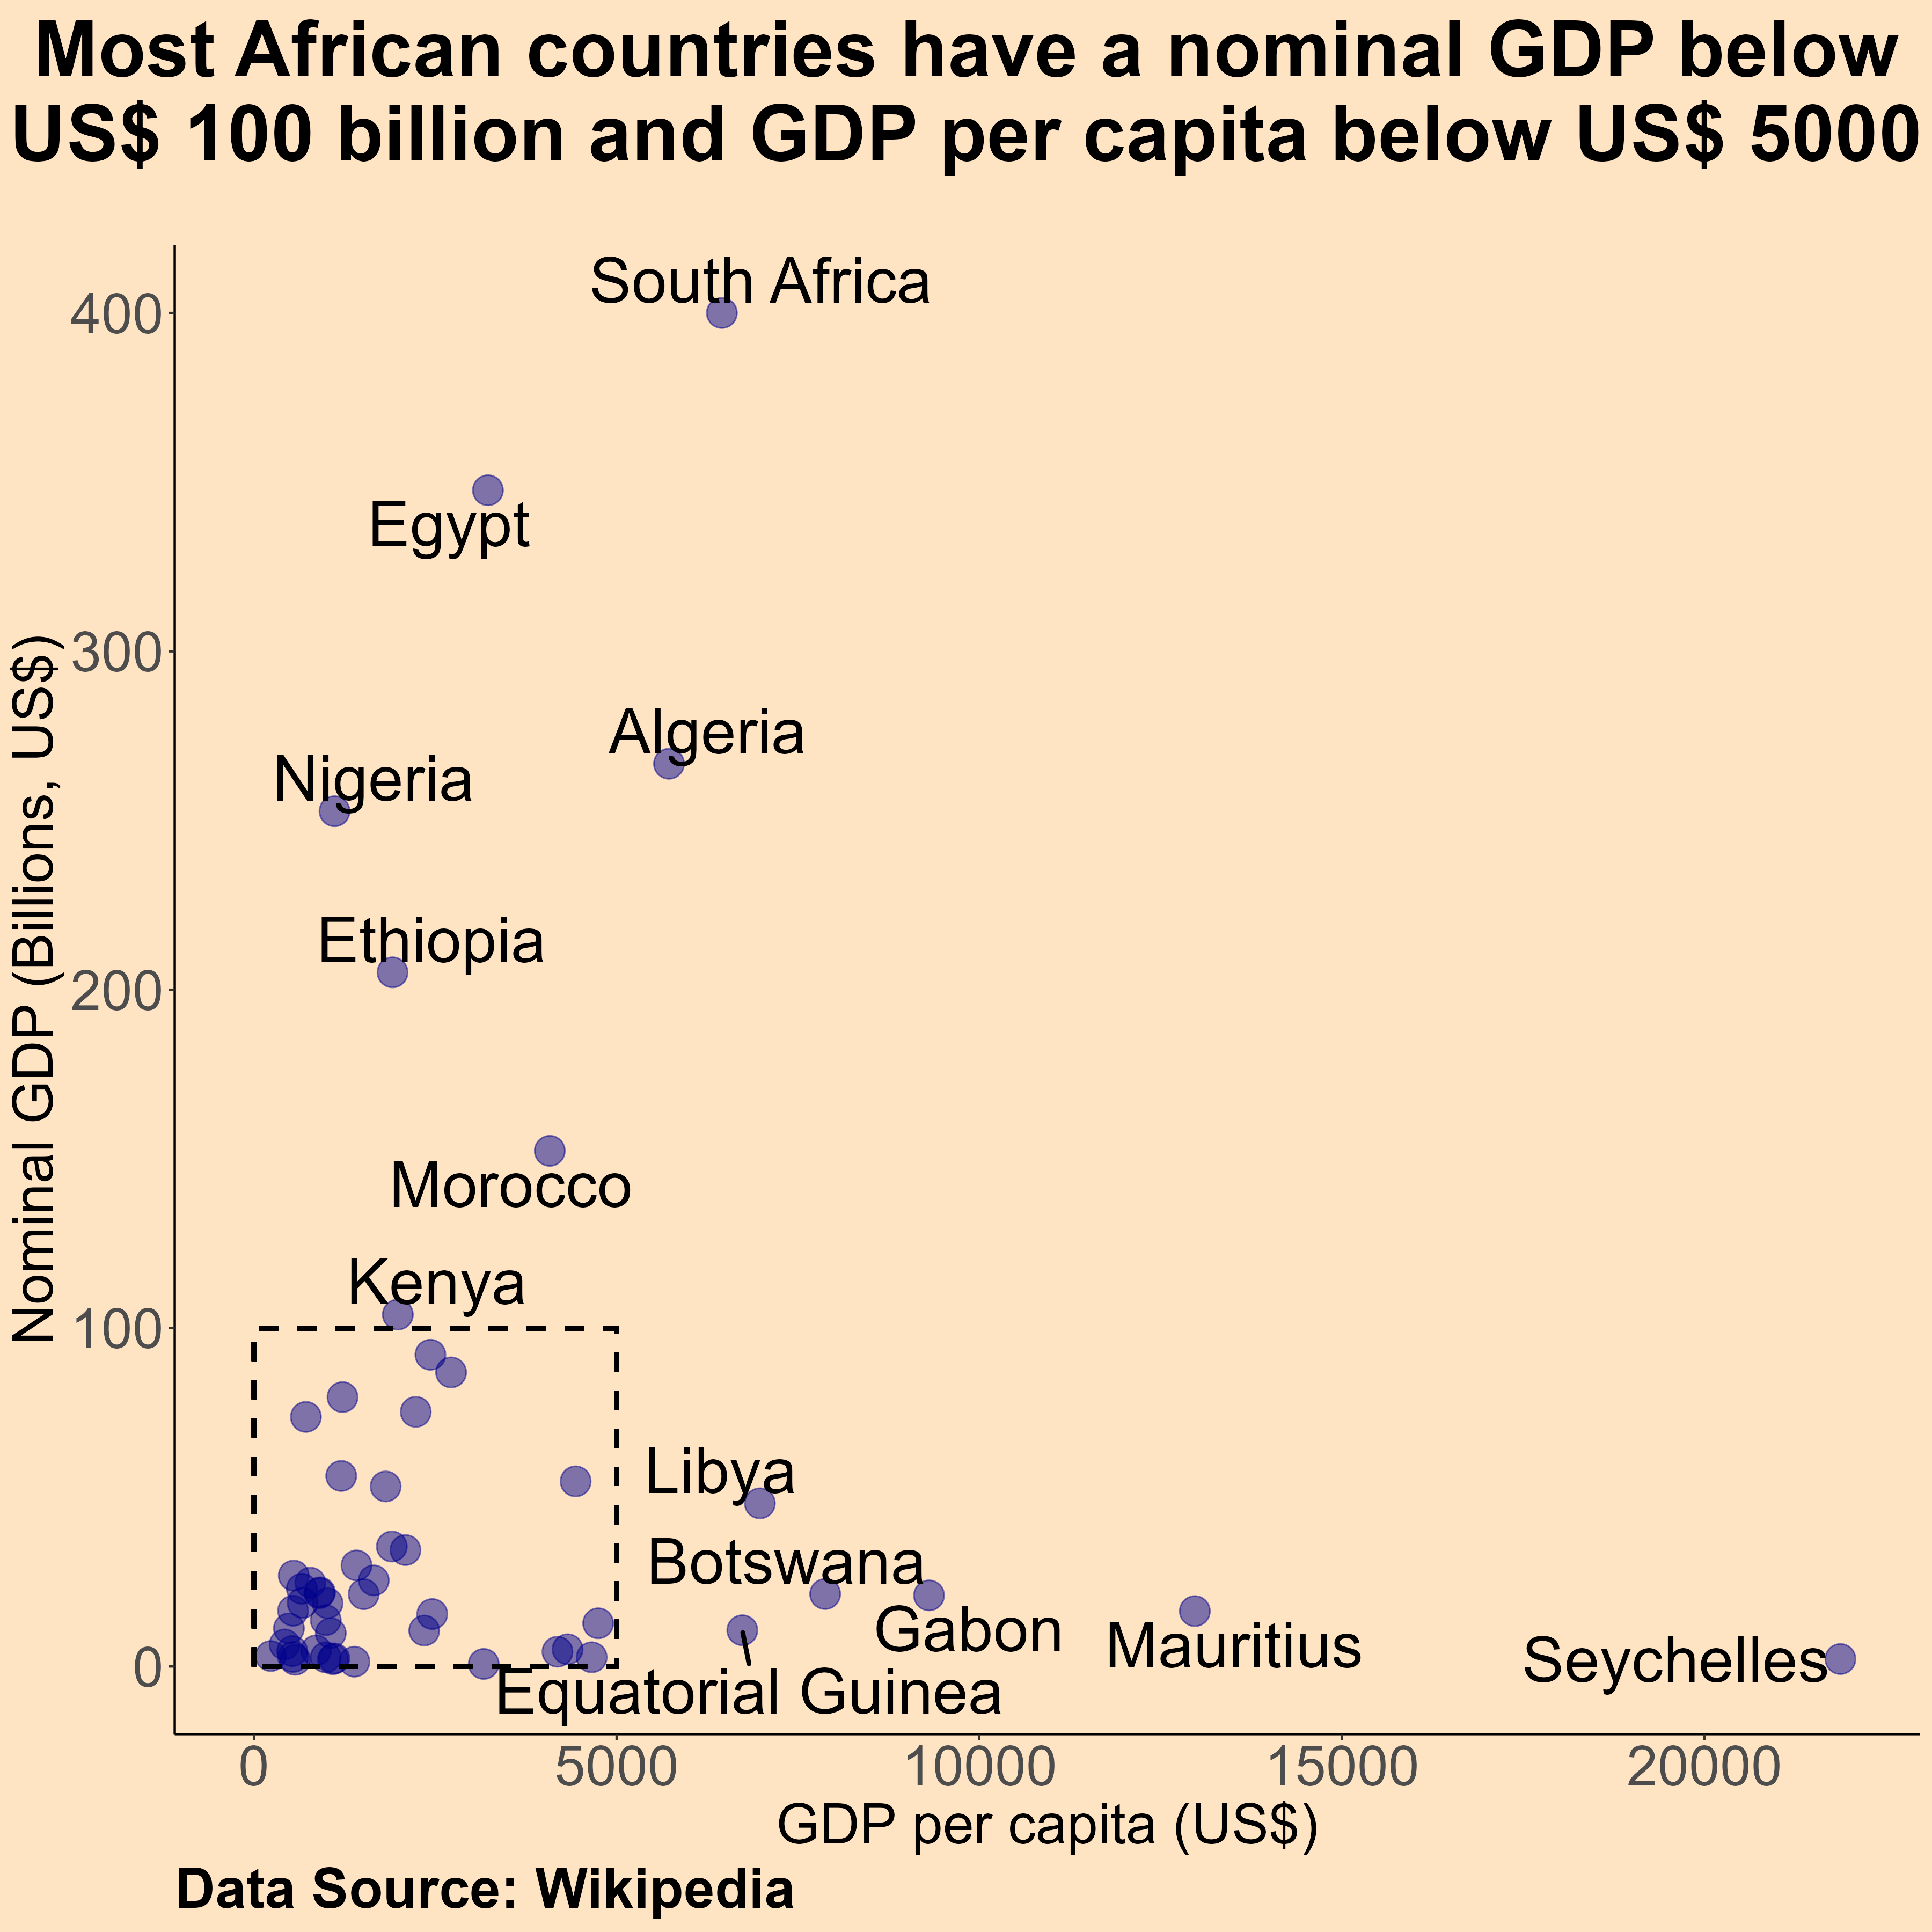 Most African countries have a nominal GDP below
US$ 100 billion and GDP per capita below US$ 5000
South Africa
400
Egypt
300
Algeria
Nigeria
Ethiopia
200
Morocco
Kenya
100
Libya
Botswana
Gabon
Mauritius
Seychelles
0
Equatorial Guinea
Nominal GDP (Billions, US$)
0 5000 10000 15000 20000
GDP per capita (US$)
Data Source: Wikipedia